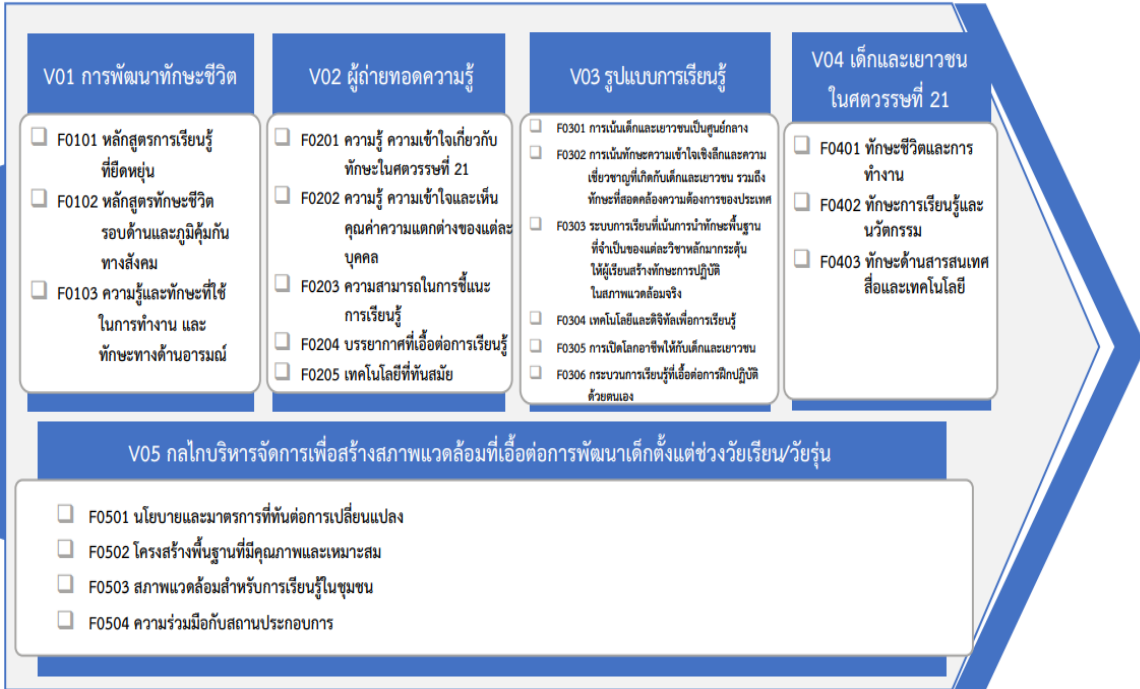 V01 การพัฒนาทักษะชีวิต
F0101 หลักสูตรการเรียนรู้
ที่ยืดหยุ่น
F0102 หลักสูตรทักษะชีวิต
รอบด้านและภูมิคุ้มกัน
ทางสังคม
F0103 ความรู้และทักษะที่ใช้
ในการทำงาน และ
ทักษะทางด้านอารมณ์
V02 ผู้ถ่ายทอดความรู้
F0201 ความรู้ ความเข้าใจเกี่ยวกับ
ทักษะในศตวรรษที่ 21
F0202 ความรู้ ความเข้าใจและเห็น
คุณค่าความแตกต่างของแต่ละ
บุคคล
F0203 ความสามารถในการชี้แนะ
การเรียนรู้
F0204 บรรยากาศที่เอื้อต่อการเรียนรู้
F0205 เทคโนโลยีที่ทันสมัย
V03 รูปแบบการเรียนรู้
F0301 การเน้นเด็กและเยาวชนเป็นศูนย์กลาง
F0302 การเน้นทักษะความเข้าใจเชิงลึกและความ
เชี่ยวชาญที่เกิดกับเด็กและเยาวชน รวมถึง
ทักษะที่สอดคล้องความต้องการของประเทศ
F0303 ระบบการเรียนที่เน้นการนำทักษะพื้นฐาน
ที่จำเป็นของแต่ละวิชาหลักมากระตุ้น
ให้ผู้เรียนสร้างทักษะการปฏิบัติ
ในสภาพแวดล้อมจริง
F0304 เทคโนโลยีและดิจิทัลเพื่อการเรียนรู้
F0305 การเปิดโลกอาชีพให้กับเด็กและเยาวชน
F0306 กระบวนการเรียนรู้ที่เอื้อต่อการฝึกปฏิบัติ
ด้วยตนเอง
V04 เด็กและเยาวชน
ในศตวรรษที่ 21
F0401 ทักษะชีวิตและการ
ทำงาน
F0402 ทักษะการเรียนรู้และ
นวัตกรรม
F0403 ทักษะด้านสารสนเทศ
สื่อและเทคโนโลยี
V05 กลไกบริหารจัดการเพื่อสร้างสภาพแวดล้อมที่เอื้อต่อการพัฒนาเด็กตั้งแต่ช่วงวัยเรียน/วัยรุ่น
F0501 นโยบายและมาตรการที่ทันต่อการเปลี่ยนแปลง
F0502 โครงสร้างพื้นฐานที่มีคุณภาพและเหมาะสม
F0503 สภาพแวดล้อมสำหรับการเรียนรู้ในชุมชน
F0504 ความร่วมมือกับสถานประกอบการ